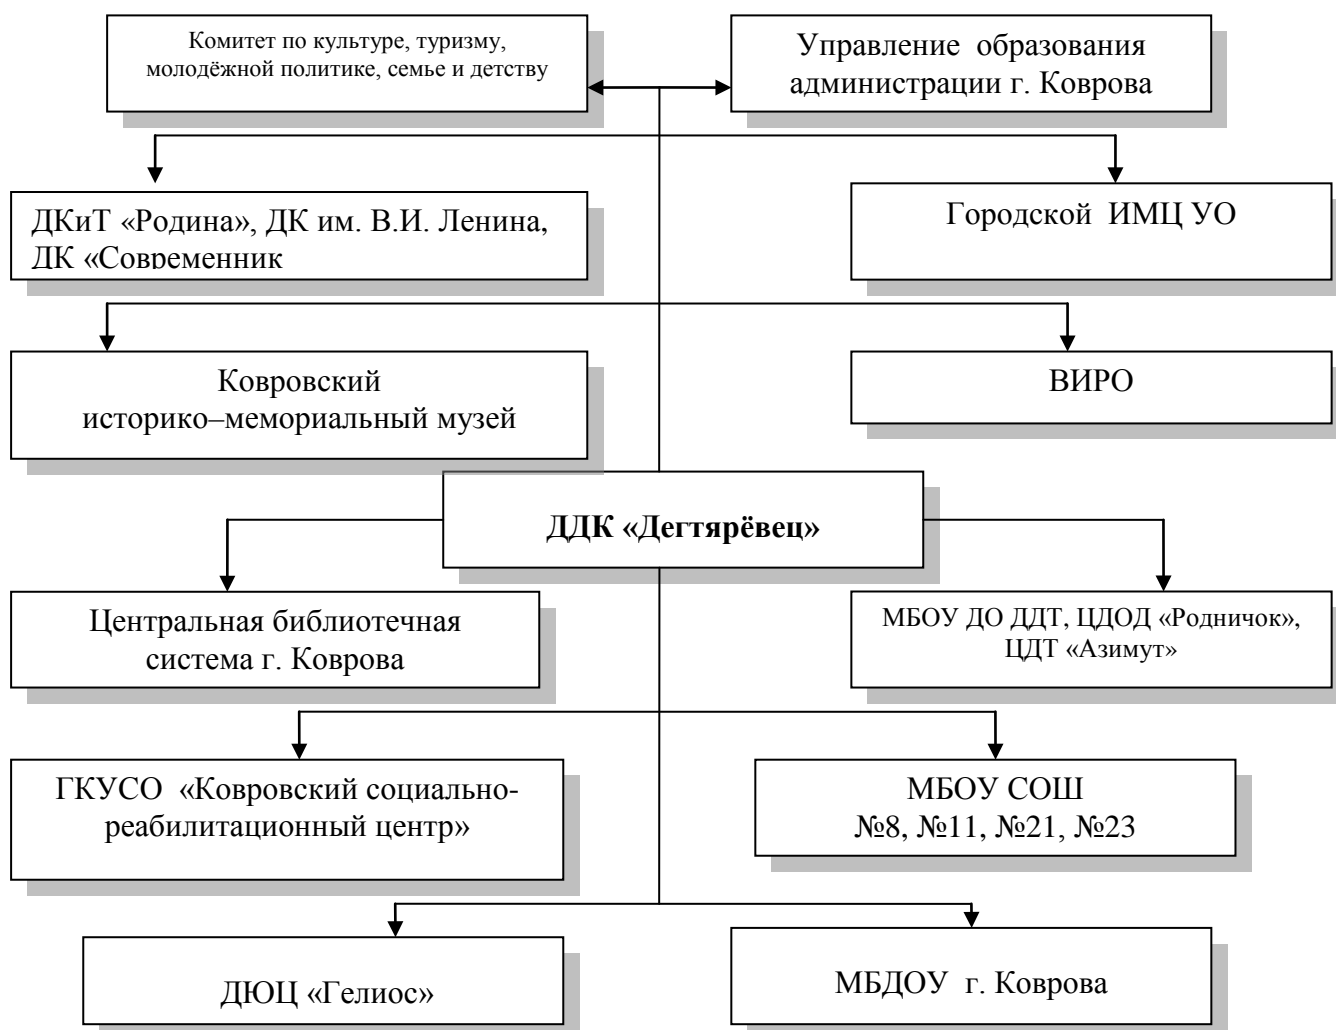 Комитет по культуре, туризму,
молодёжной политике, семье и детству
Управление образования
администрации г. Коврова
ДКиТ «Родина», ДК им. В.И. Ленина,
ДК «Современник
Городской ИМЦ УО
Ковровский
историко–мемориальный музей
ВИРО
ДДК «Дегтярёвец»
Центральная библиотечная
система г. Коврова
МБОУ ДО ДДТ, ЦДОД «Родничок»,
ЦДТ «Азимут»
ГКУСО «Ковровский социально-
реабилитационный центр»
МБОУ СОШ
№8, №11, №21, №23
ДЮЦ «Гелиос»
МБДОУ г. Коврова